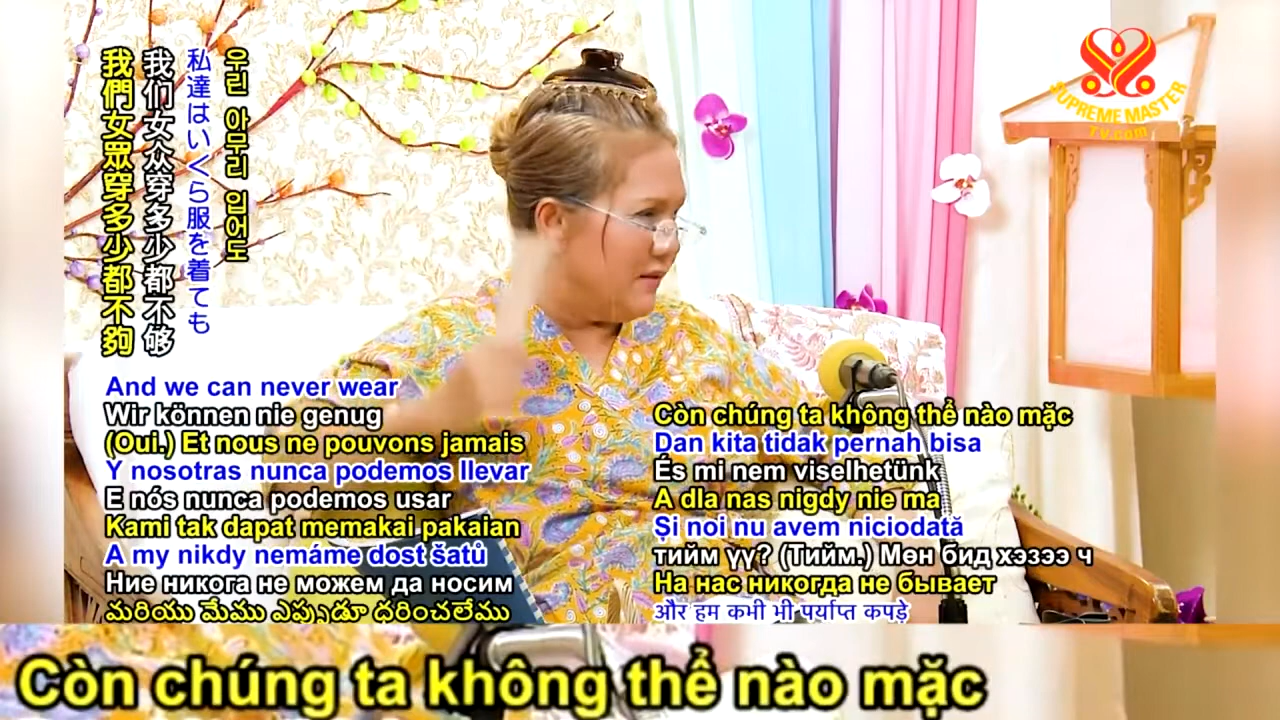 SUPREME MASTER
TV.com
우리 아무리 입어도
私達はいくら服を着ても
我们女众穿多少都不够
我們女眾穿多少都不夠
And we can never wear
Wir können nie genug
(Oui.) Et nous ne pouvons jamais
Y nosotras nunca podemos llevar
E nós nunca podemos usar
Kami tak dapat memakai pakaian
A my nikdy nemáme dost šatů
Ние никога не можем да носим
మరియు మేము ఎప్పుడూ ధరించలేము
Còn chúng ta không thể nào mặc
Dan kita tidak pernah bisa
És mi nem viselhetünk
A dla nas nigdy nie ma
Și noi nu avem niciodată
тийм үү? (Тийм.) Мөн бид хэзээ ч
На нас никогда не бывает
और हम कभी भी पर्याप्त कपड़े
Còn chúng ta không thể nào mặc